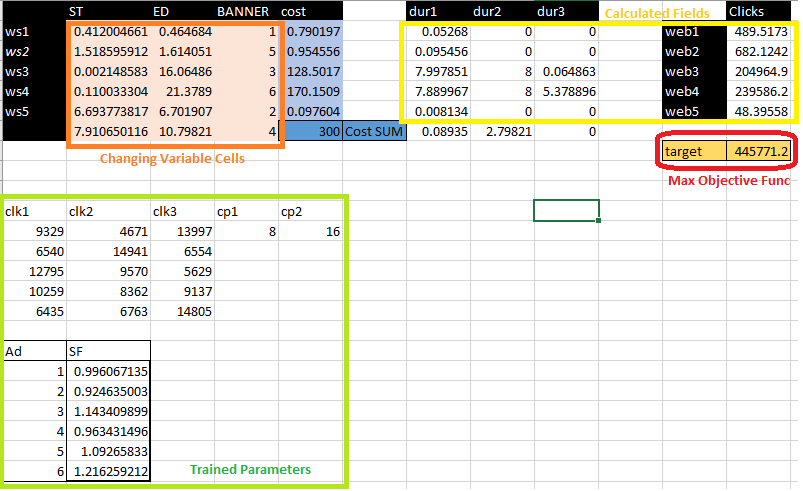 ST ED BANNER cost dur1 dur2 dur3 Calculated Fields Clicks
ws1 0.412004661 0.464684 1 0.790197 0.05268 0 0 web1 489.5173
ws2 1.518595912 1.614051 5 0.954556 0.095456 0 0 web2 682.1242
ws3 0.002148583 16.06486 3 128.5017 7.997851 8 0.064863 web3 204964.9
ws4 0.110033304 21.3789 6 170.1509 7.889967 8 5.378896 web4 239586.2
ws5 6.693773817 6.701907 2 0.097604 0.008134 0 0 web5 48.39558
7.910650116 10.79821 4 300 Cost SUM 0.08935 2.79821 0
target 445771.2
Changing Variable Cells
Max Objective Func
clk1 clk2 clk3 cp1 cp2
9329 4671 13997 8 16
6540 14941 6554
12795 9570 5629
10259 8362 9137
6435 6763 14805
Ad SF
1 0.996067135
2 0.924635003
3 1.143409899
4 0.963431496
5 1.09265833
6 1.216259212
Trained Parameters